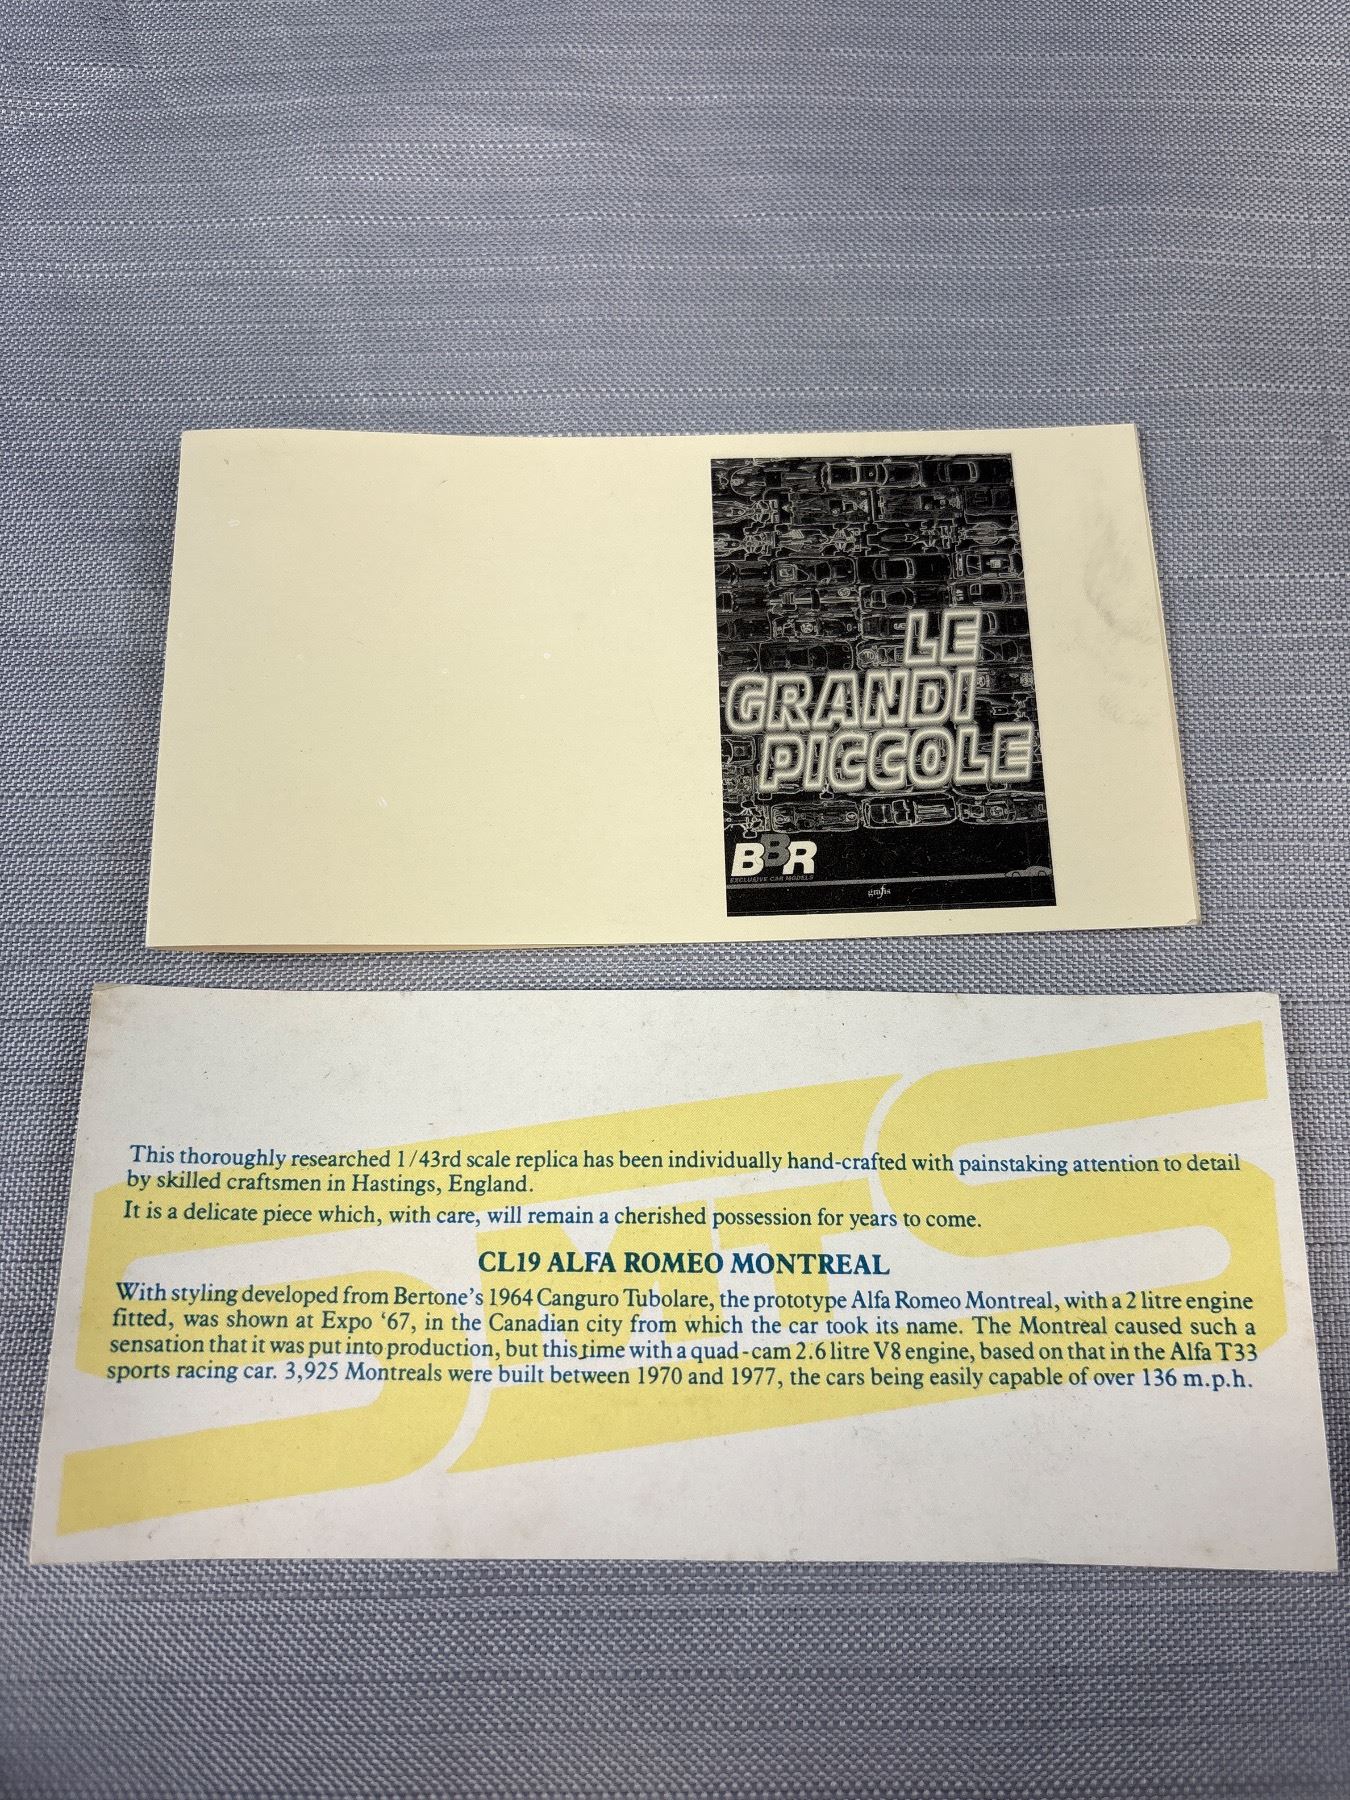 LE
GRANDI
PICCOLE
BBR
EXCLUSIVE CAR MODELS
grafis
SMTS
This thoroughly researched 1/43rd scale replica has been individually hand-crafted with painstaking attention to detail
by skilled craftsmen in Hastings, England.
It is a delicate piece which, with care, will remain a cherished possession for years to come.
CL19 ALFA ROMEO MONTREAL
With styling developed from Bertone's 1964 Canguro Tubolare, the prototype Alfa Romeo Montreal, with a 2 litre engine
fitted, was shown at Expo ‘67, in the Canadian city from which the car took its name. The Montreal caused such a
sensation that it was put into production, but this time with a quad-cam 2.6 litre V8 engine, based on that in the Alfa T33
sports racing car. 3,925 Montreals were built between 1970 and 1977, the cars being easily capable of over 136 m.p.h.